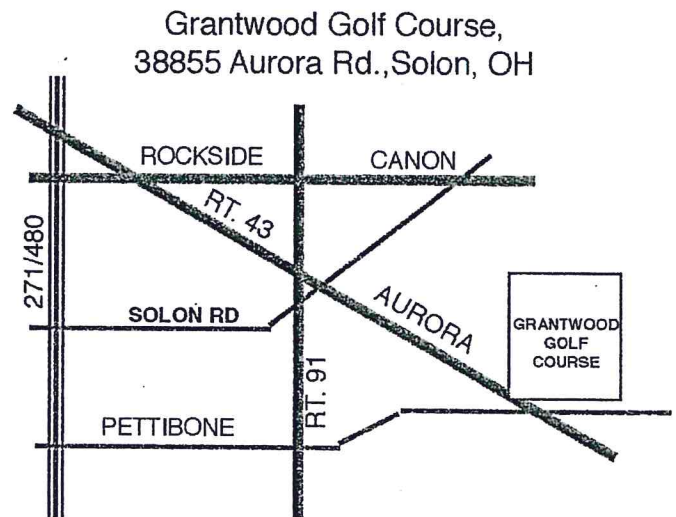 Grantwood Golf Course,
38855 Aurora Rd.,Solon, OH
ROCKSIDE
CANON
RT. 43
271/480
SOLON RD
AURORA
GRANTWOOD
GOLF
COURSE
RT. 91
PETTIBONE